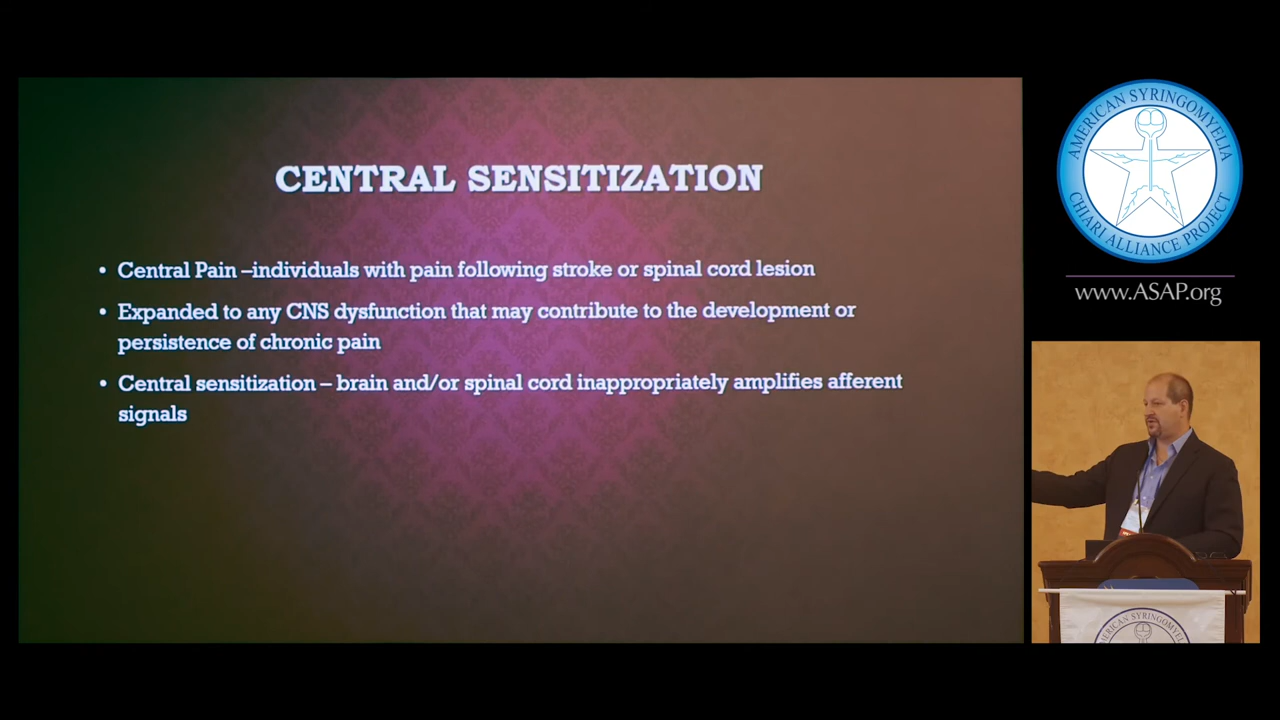 CENTRAL SENSITIZATION
• Central Pain –individuals with pain following stroke or spinal cord lesion
• Expanded to any CNS dysfunction that may contribute to the development or
persistence of chronic pain
• Central sensitization – brain and/or spinal cord inappropriately amplifies afferent
signals
AMERICAN SYRINGOMYELIA
CHIARI ALLIANCE PROJECT
www.ASAP.org
AMERICAN SYRINGOMYELIA